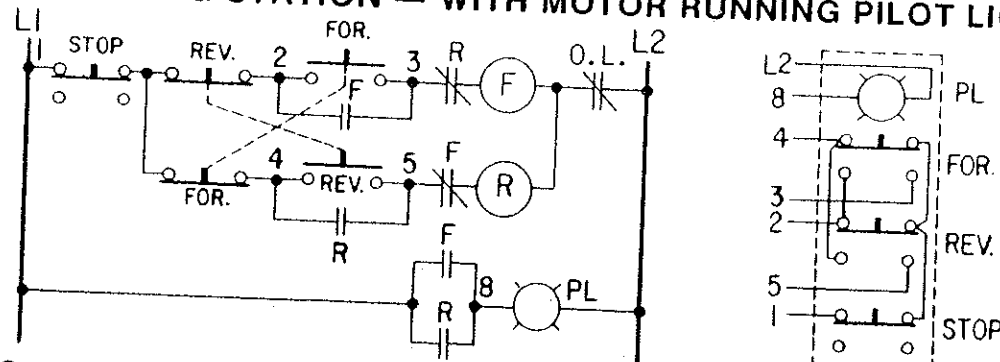 STATION — WITH MOTOR RUNNING PILOT
L1
1
STOP
REV.
2
FOR.
3
R
F
O.L.
L2
F
FOR.
4
REV.
5
F
R
R
F
R
8
PL
L2
8
PL
4
FOR.
3
2
REV.
5
1
STOP